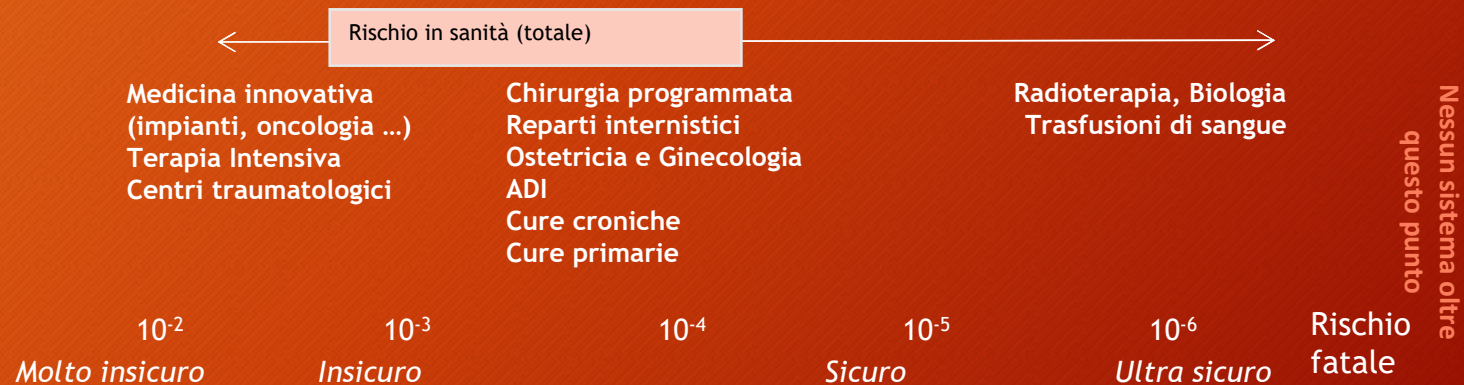 Rischio in sanità (totale)
Medicina innovativa
(impianti, oncologia …)
Terapia Intensiva
Centri traumatologici
Chirurgia programmata
Reparti internistici
Ostetricia e Ginecologia
ADI
Cure croniche
Cure primarie
Radioterapia, Biologia
Trasfusioni di sangue
Nessun sistema oltre
questo punto
10⁻² 10⁻³ 10⁻⁴ 10⁻⁵ 10⁻⁶
Molto insicuro Insicuro Sicuro Ultra sicuro
Rischio
fatale